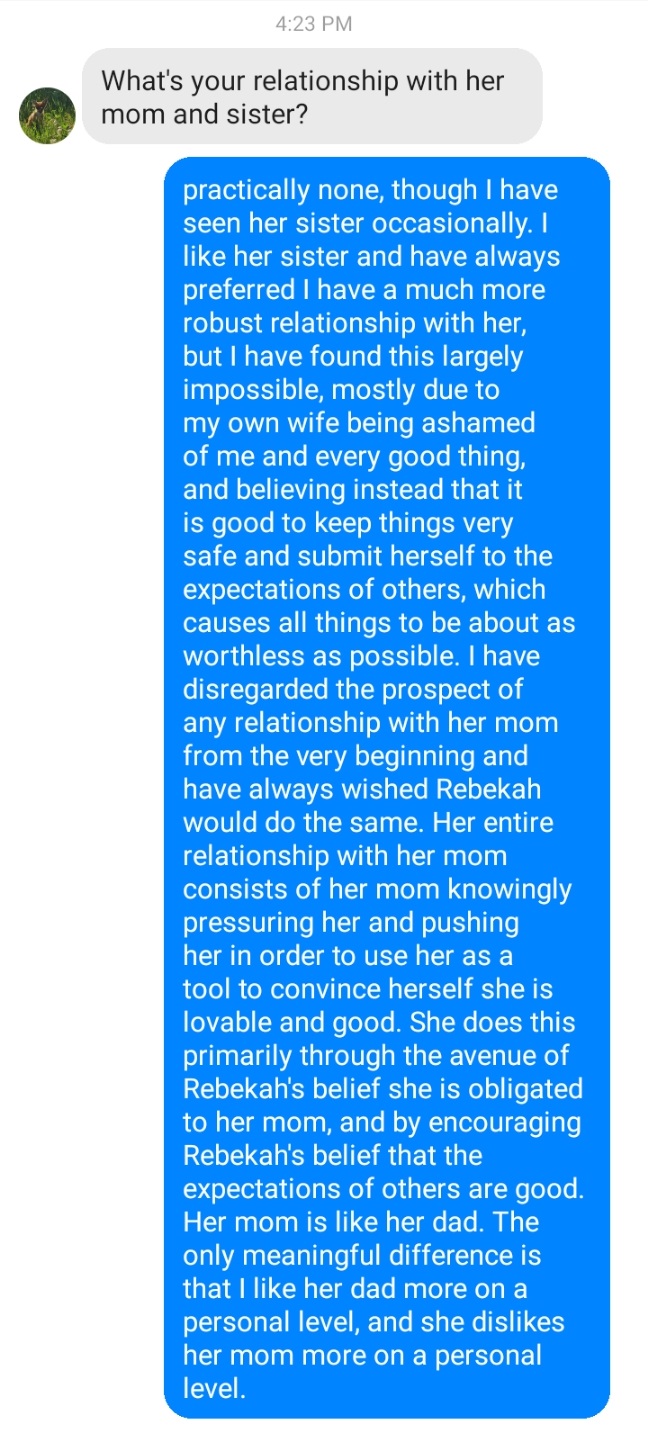 4:23 PM
What's your relationship with her
mom and sister?
practically none, though I have
seen her sister occasionally. I
like her sister and have always
preferred I have a much more
robust relationship with her,
but I have found this largely
impossible, mostly due to
my own wife being ashamed
of me and every good thing,
and believing instead that it
is good to keep things very
safe and submit herself to the
expectations of others, which
causes all things to be about as
worthless as possible. I have
disregarded the prospect of
any relationship with her mom
from the very beginning and
have always wished Rebekah
would do the same. Her entire
relationship with her mom
consists of her mom knowingly
pressuring her and pushing
her in order to use her as a
tool to convince herself she is
lovable and good. She does this
primarily through the avenue of
Rebekah's belief she is obligated
to her mom, and by encouraging
Rebekah's belief that the
expectations of others are good.
Her mom is like her dad. The
only meaningful difference is
that I like her dad more on a
personal level, and she dislikes
her mom more on a personal
level.